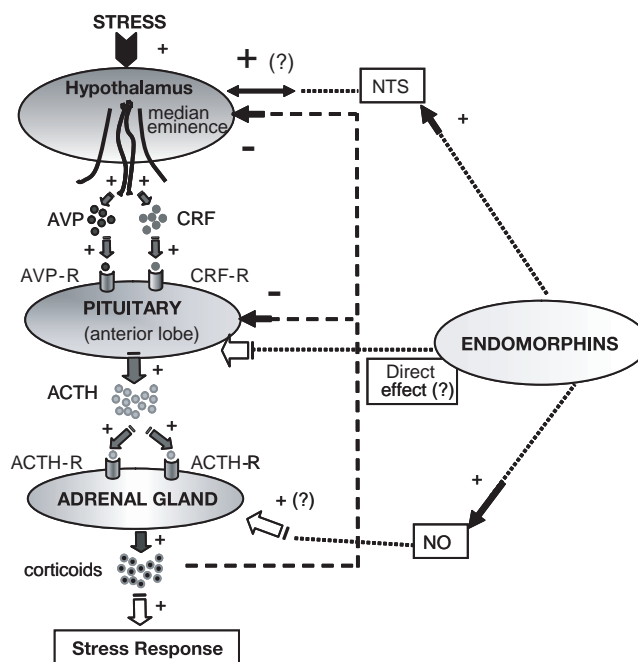 STRESS
+
+ (?)
Hypothalamus
NTS
median
eminence
+
-
+ +
AVP CRF
+ +
AVP-R CRF-R
-
PITUITARY
(anterior lobe)
ENDOMORPHINS
+
Direct
effect (?)
ACTH
+ +
ACTH-R ACTH-R
+
+ (?)
ADRENAL GLAND
NO
+
corticoids
+
Stress Response